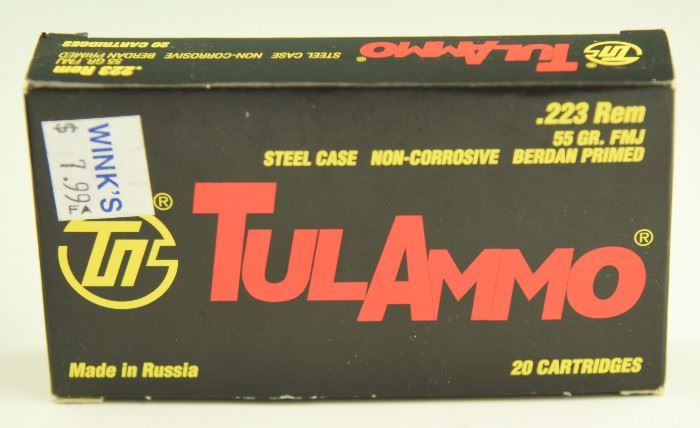 20 CARTRIDGES
STEEL CASE NON-CORROSIVE BERDAN PRIMED
55 GR. FMJ
.223 Rem
TULAMMO
®
.223 Rem
55 GR. FMJ
STEEL CASE NON-CORROSIVE BERDAN PRIMED
WINK'S
$ 7.99
FA
®
TULAMMO®
Made in Russia
20 CARTRIDGES